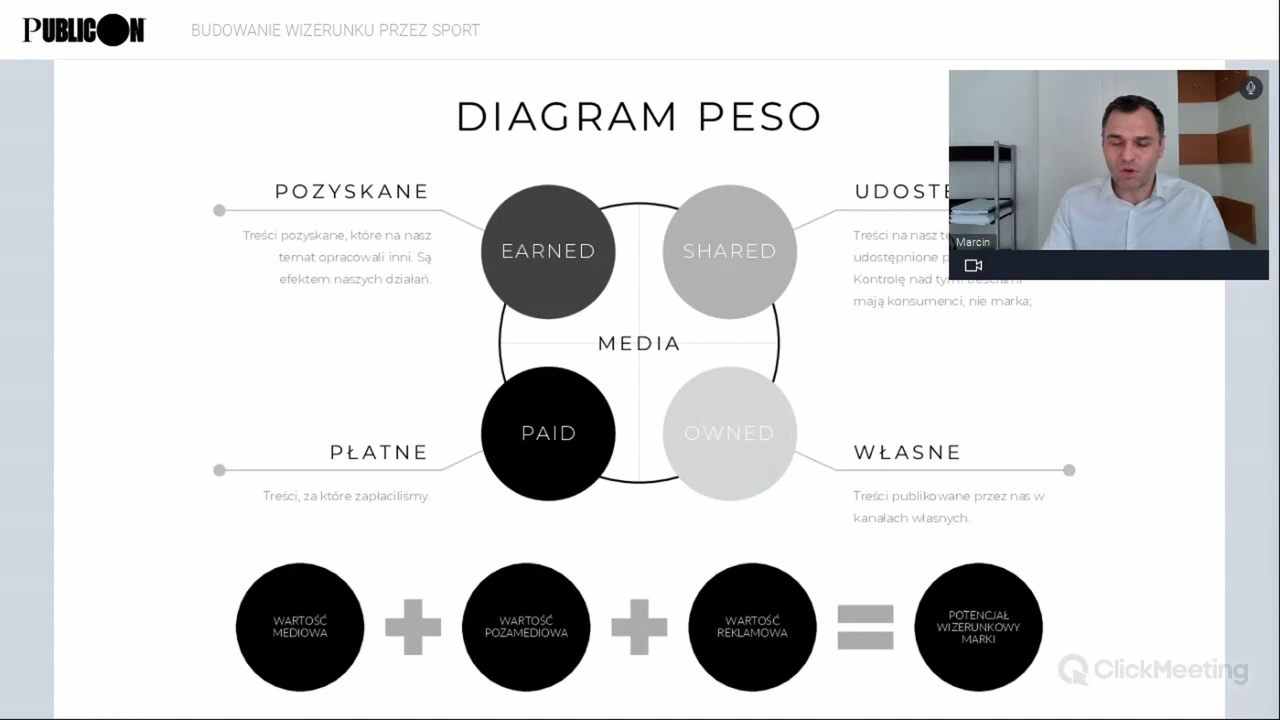 PUBLICON
BUDOWANIE WIZERUNKU PRZEZ SPORT
DIAGRAM PESO
POZYSKANE
Treści pozyskane, które na nasz
temat opracowali inni. Są
efektem naszych działań.
EARNED
SHARED
Treści na nasz
udostępnione
Kontrolę nad tymi treściami
mają konsumenci, nie marka;
Marcin
MEDIA
PŁATNE
Treści, za które zapłaciliśmy.
PAID
OWNED
WŁASNE
Treści publikowane przez nas w
kanałach własnych.
WARTOŚĆ
MEDIOWA
WARTOŚĆ
POZAMEDIOWA
WARTOŚĆ
REKLAMOWA
POTENCJAŁ
WIZERUNKOWY
MARKI
ClickMeeting